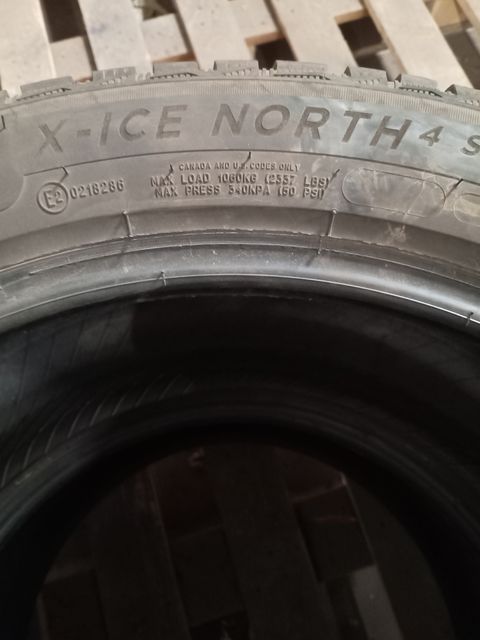 X-ICE NORTH 4 S
CANADA AND U.S. CODES ONLY
MAX LOAD 1060KG (2337 LBS)
MAX PRESS 340KPA (50 PSI)
E2 0218286